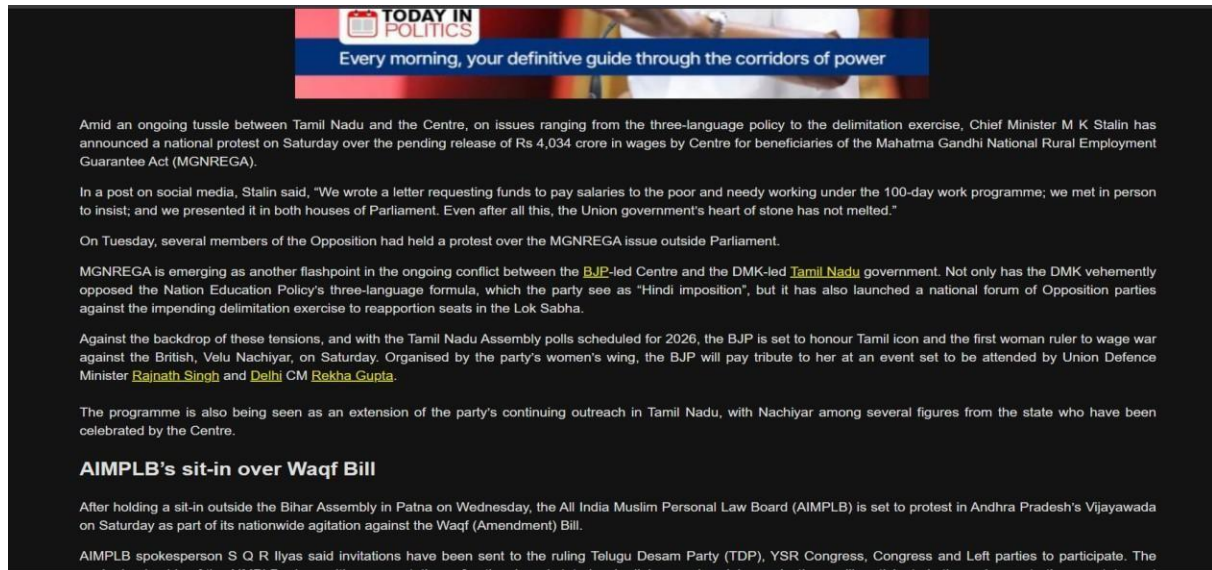 TODAY IN
POLITICS
Every morning, your definitive guide through the corridors of power
Amid an ongoing tussle between Tamil Nadu and the Centre, on issues ranging from the three-language policy to the delimitation exercise, Chief Minister M K Stalin has
announced a national protest on Saturday over the pending release of Rs 4,034 crore in wages by Centre for beneficiaries of the Mahatma Gandhi National Rural Employment
Guarantee Act (MGNREGA).
In a post on social media, Stalin said, “We wrote a letter requesting funds to pay salaries to the poor and needy working under the 100-day work programme; we met in person
to insist; and we presented it in both houses of Parliament. Even after all this, the Union government's heart of stone has not melted.”
On Tuesday, several members of the Opposition had held a protest over the MGNREGA issue outside Parliament.
MGNREGA is emerging as another flashpoint in the ongoing conflict between the BJP-led Centre and the DMK-led Tamil Nadu government. Not only has the DMK vehemently
opposed the Nation Education Policy's three-language formula, which the party see as “Hindi imposition”, but it has also launched a national forum of Opposition parties
against the impending delimitation exercise to reapportion seats in the Lok Sabha.
Against the backdrop of these tensions, and with the Tamil Nadu Assembly polls scheduled for 2026, the BJP is set to honour Tamil icon and the first woman ruler to wage war
against the British, Velu Nachiyar, on Saturday. Organised by the party's women's wing, the BJP will pay tribute to her at an event set to be attended by Union Defence
Minister Rajnath Singh and Delhi CM Rekha Gupta.
The programme is also being seen as an extension of the party's continuing outreach in Tamil Nadu, with Nachiyar among several figures from the state who have been
celebrated by the Centre.
AIMPLB’s sit-in over Waqf Bill
After holding a sit-in outside the Bihar Assembly in Patna on Wednesday, the All India Muslim Personal Law Board (AIMPLB) is set to protest in Andhra Pradesh's Vijayawada
on Saturday as part of its nationwide agitation against the Waqf (Amendment) Bill.
AIMPLB spokesperson S Q R Ilyas said invitations have been sent to the ruling Telugu Desam Party (TDP), YSR Congress, Congress and Left parties to participate. The